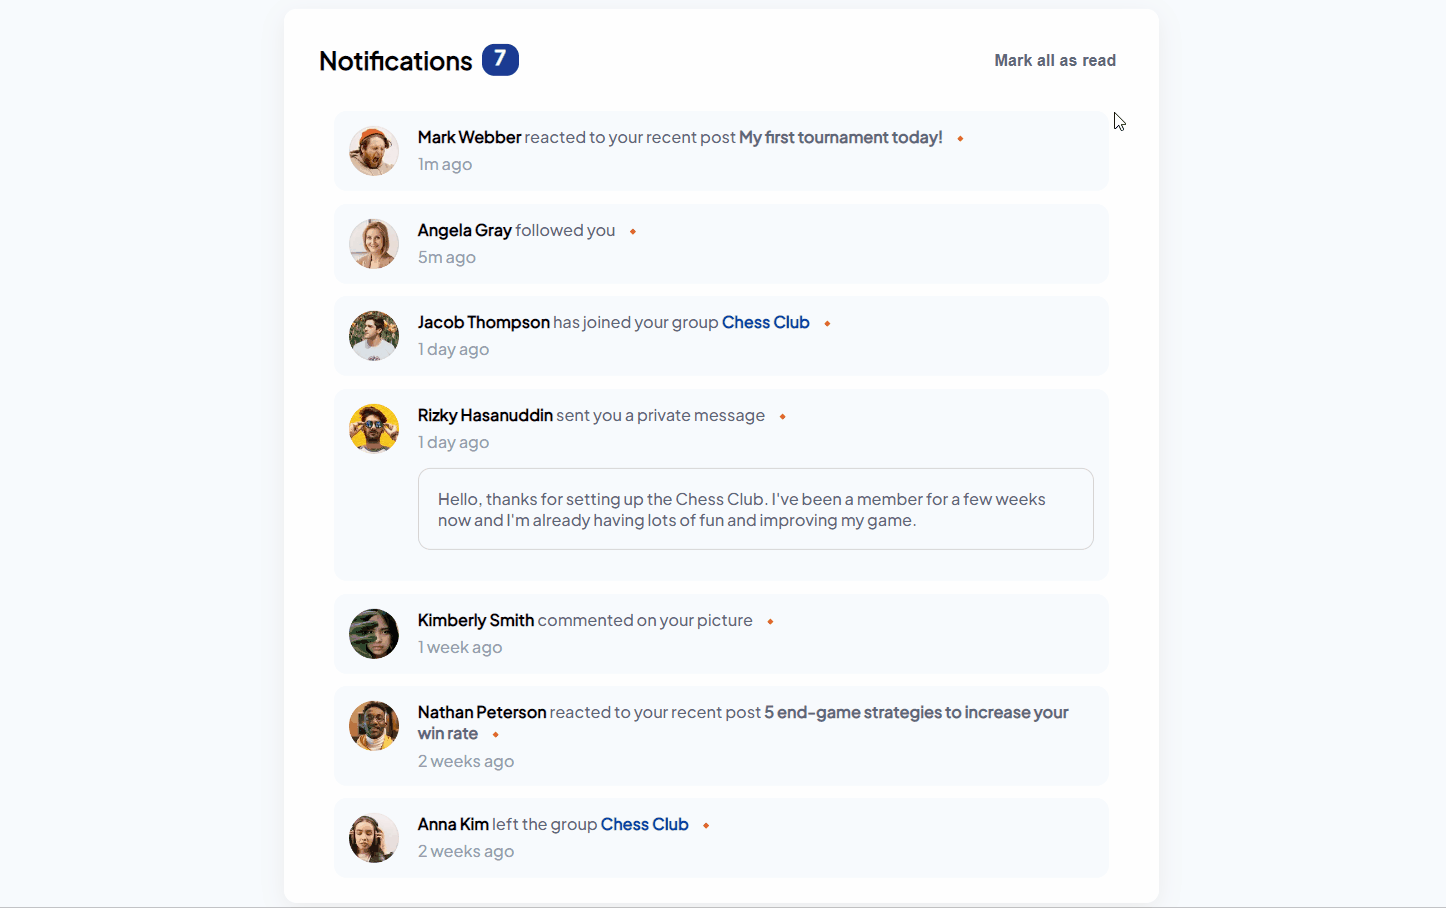 Notifications 7 Mark all as read
Mark Webber reacted to your recent post My first tournament today!
1m ago
Angela Gray followed you
5m ago
Jacob Thompson has joined your group Chess Club
1 day ago
Rizky Hasanuddin sent you a private message
1 day ago
Hello, thanks for setting up the Chess Club. I've been a member for a few weeks
now and I'm already having lots of fun and improving my game.
Kimberly Smith commented on your picture
1 week ago
Nathan Peterson reacted to your recent post 5 end-game strategies to increase your
win rate
2 weeks ago
Anna Kim left the group Chess Club
2 weeks ago